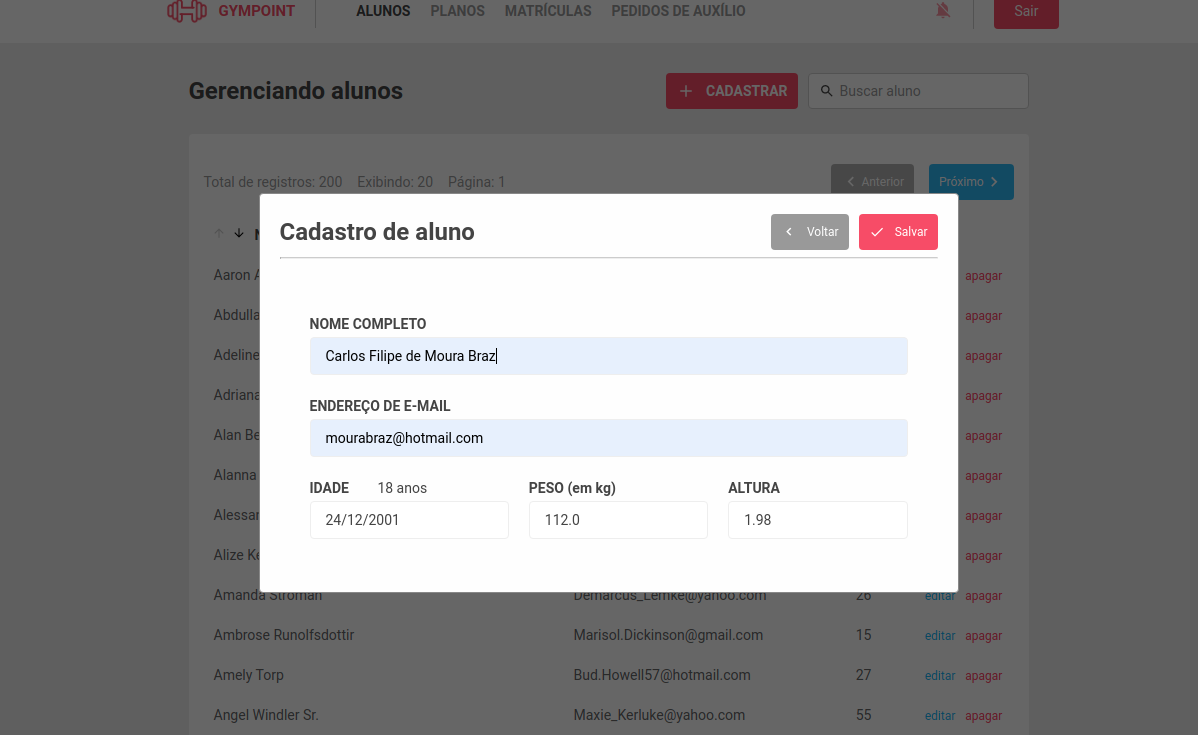 GYMPOINT ALUNOS PLANOS MATRÍCULAS PEDIDOS DE AUXÍLIO Sair
Gerenciando alunos CADASTRAR Buscar aluno
Total de registros: 200 Exibindo: 20 Página: 1 Anterior Próximo
Cadastro de aluno Voltar Salvar
Aaron apagar
NOME COMPLETO
Abdulla apagar
Carlos Filipe de Moura Braz
Adeline apagar
Adriana apagar
ENDEREÇO DE E-MAIL
Alan apagar
mourabraz@hotmail.com
Alanna apagar
IDADE 18 anos PESO (em kg) ALTURA
Alessa apagar
24/12/2001 112.0 1.98
Alize apagar
Amanda Stroman Demarcus_Lemke@yahoo.com 26 editar apagar
Ambrose Runolfsdottir Marisol.Dickinson@gmail.com 15 editar apagar
Amely Torp Bud.Howell57@hotmail.com 27 editar apagar
Angel Windler Sr. Maxie_Kerluke@yahoo.com 55 editar apagar